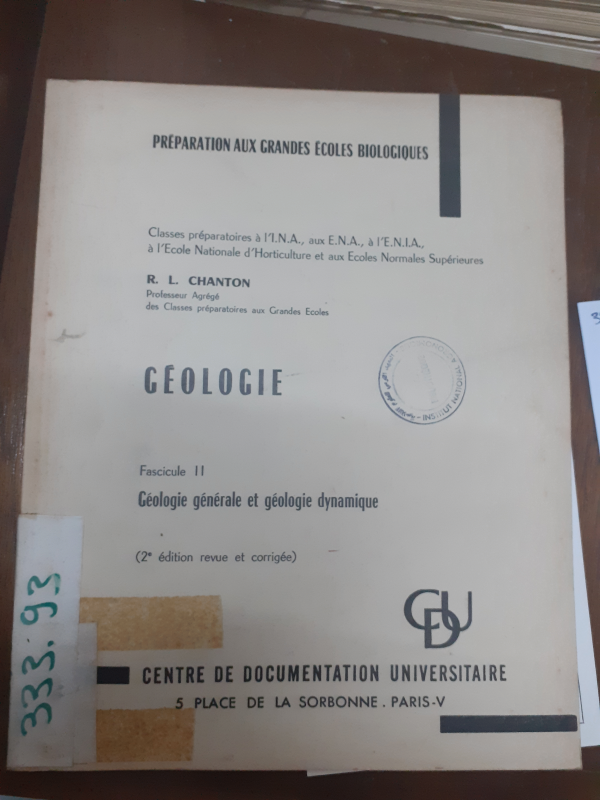 PRÉPARATION AUX GRANDES ÉCOLES BIOLOGIQUES
Classes préparatoires à l'I.N.A., aux E.N.A., à l'E.N.I.A.,
à l'Ecole Nationale d'Horticulture et aux Ecoles Normales Supérieures
R. L. CHANTON
Professeur Agrégé
des Classes préparatoires aux Grandes Ecoles
GÉOLOGIE
INSTITUT NATIONAL
Fascicule II
Géologie générale et géologie dynamique
(2e édition revue et corrigée)
333.93
CDU
CENTRE DE DOCUMENTATION UNIVERSITAIRE
5 PLACE DE LA SORBONNE . PARIS-V